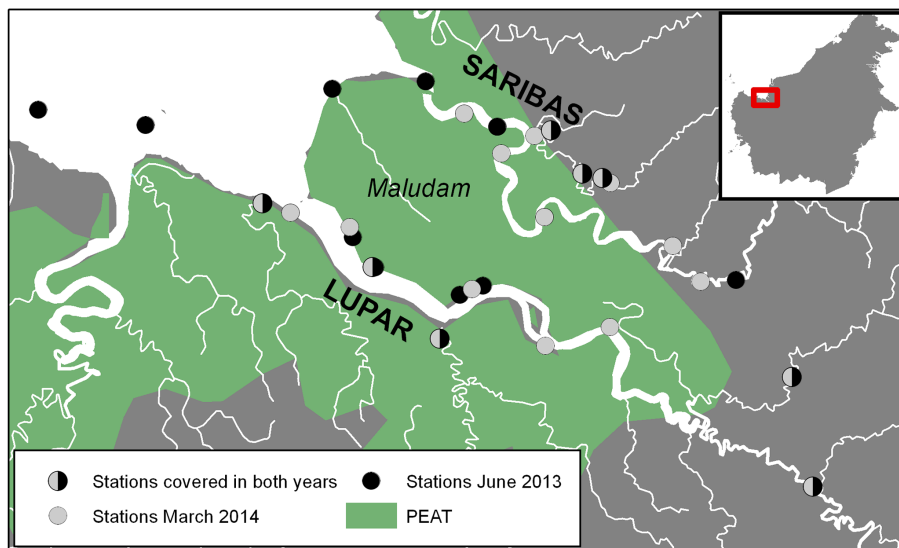 SARIBAS
Maludam
LUPAR
Stations covered in both years
Stations June 2013
Stations March 2014
PEAT